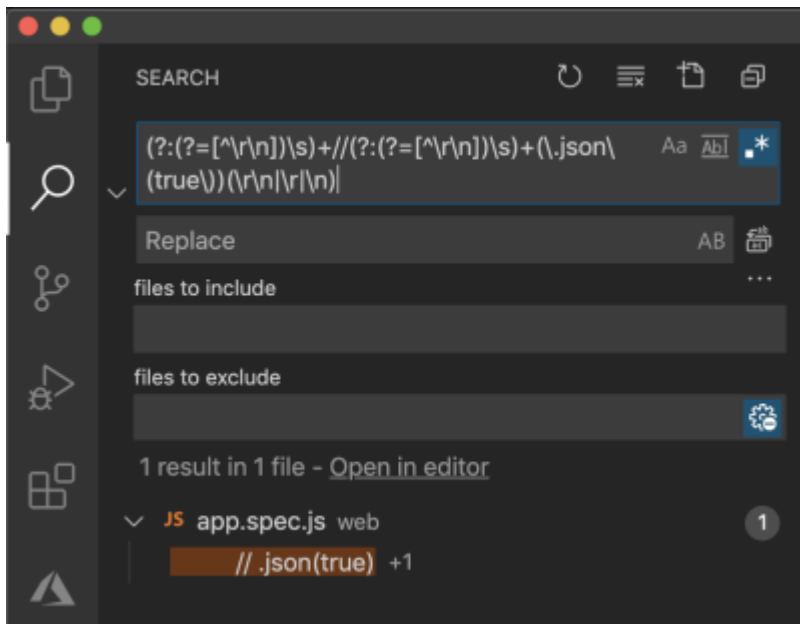 SEARCH
(?:(?=[^\r\n])\s)+//(?:(?=[^\r\n])\s)+(\.json\
(true\))(\r\n|\r|\n)
Aa Abl .*
Replace
AB
files to include
...
files to exclude
1 result in 1 file - Open in editor
JS app.spec.js web 1
// .json(true) +1